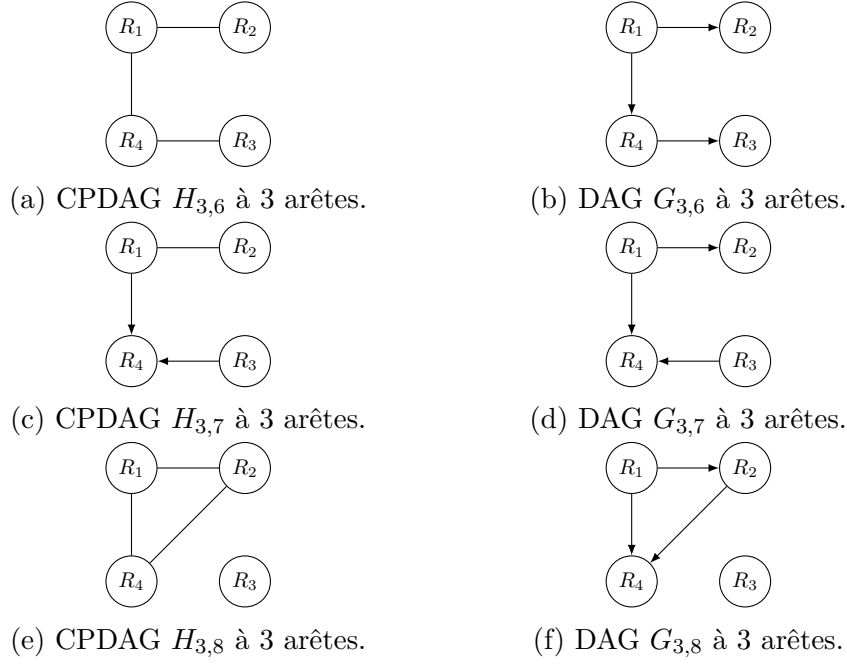 R₁ R₂ R₁ R₂
R₄ R₃ R₄ R₃
(a) CPDAG H₃,₆ à 3 arêtes. (b) DAG G₃,₆ à 3 arêtes.
R₁ R₂ R₁ R₂
R₄ R₃ R₄ R₃
(c) CPDAG H₃,₇ à 3 arêtes. (d) DAG G₃,₇ à 3 arêtes.
R₁ R₂ R₁ R₂
R₄ R₃ R₄ R₃
(e) CPDAG H₃,₈ à 3 arêtes. (f) DAG G₃,₈ à 3 arêtes.